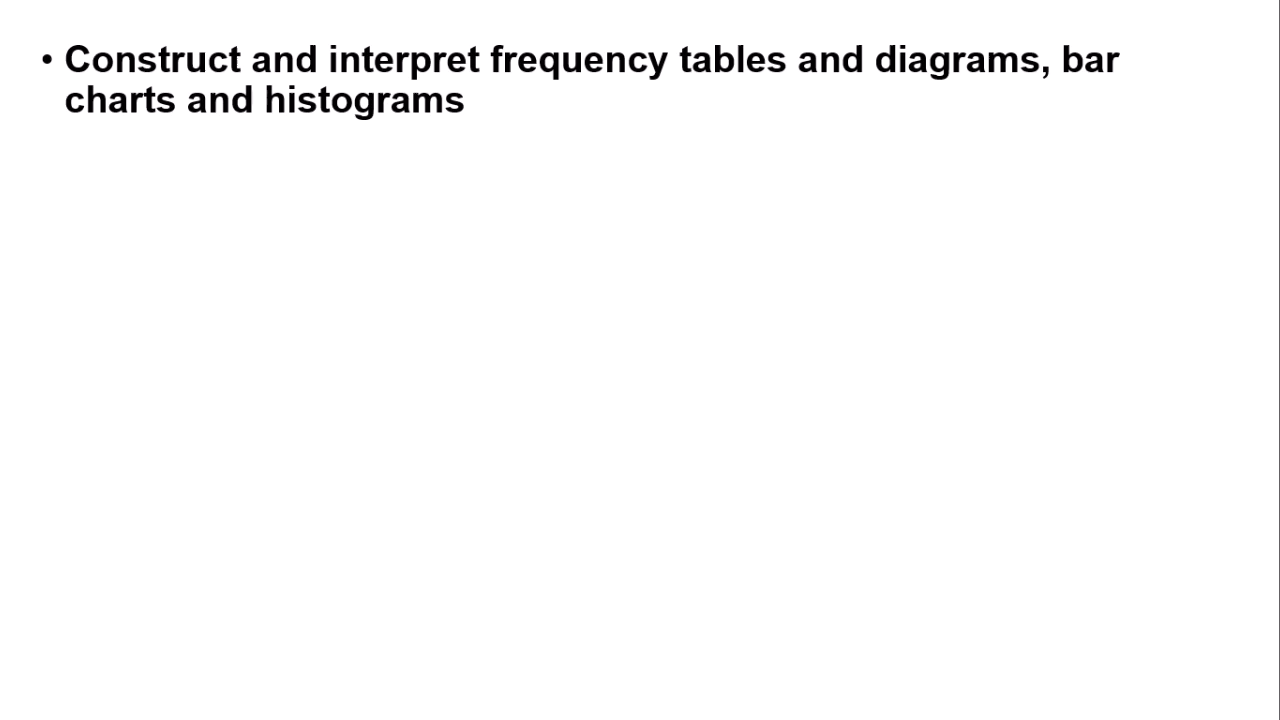 • Construct and interpret frequency tables and diagrams, bar
charts and histograms